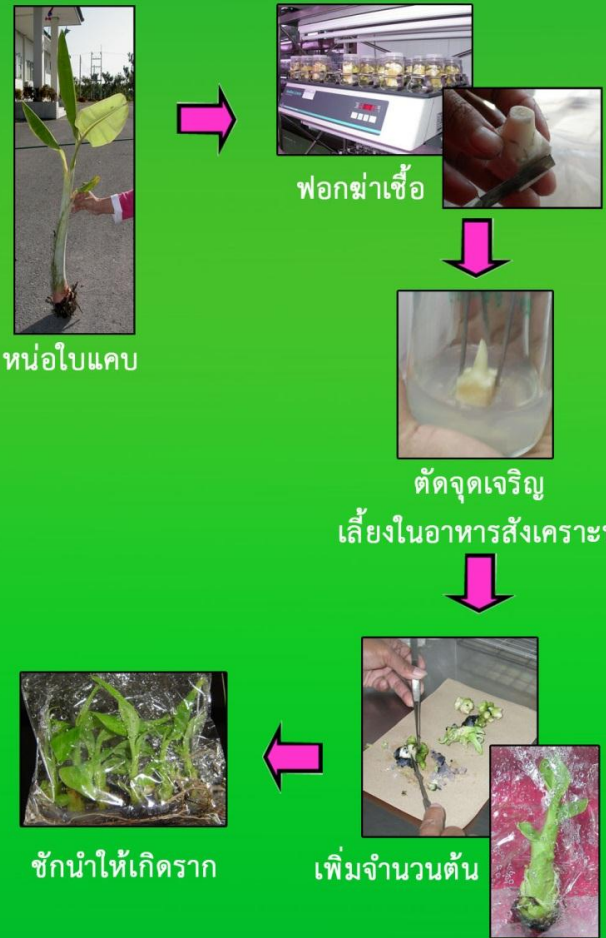 หน่อใบแคบ
ฟอกฆ่าเชื้อ
ตัดจุดเจริญ
เลี้ยงในอาหารสังเคราะห
เพิ่มจำนวนต้น
ชักนำให้เกิดราก